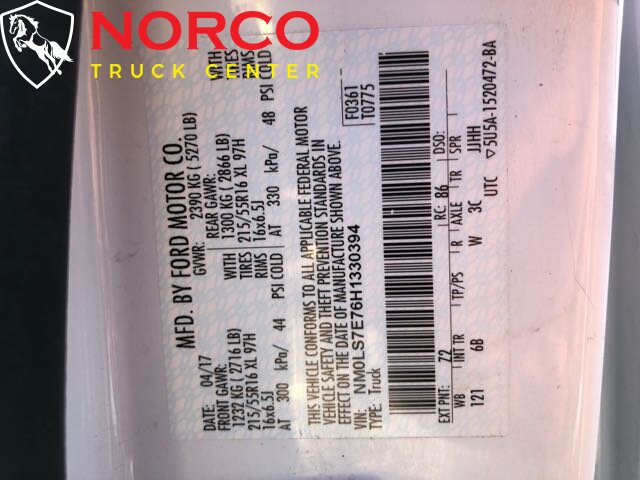 NORCO
TRUCK CENTER
MFD. BY FORD MOTOR CO.
DATE: 04/17
GVWR: 2390 KG ( 5270 LB)
FRONT GAWR:
1232 KG ( 2716 LB)
215/55R16 XL 97H
16x6.5J
AT 300 kPa/ 44 PSI COLD
WITH
TIRES
RIMS
REAR GAWR:
1300 KG ( 2866 LB)
215/55R16 XL 97H
16x6.5J
AT 330 kPa/ 48 PSI COLD
WITH
TIRES
RIMS
THIS VEHICLE CONFORMS TO ALL APPLICABLE FEDERAL MOTOR
VEHICLE SAFETY AND THEFT PREVENTION STANDARDS IN
EFFECT ON THE DATE OF MANUFACTURE SHOWN ABOVE.
VIN: NM0LS7E76H1330394
TYPE: Truck
F0361
T0775
EXT PNT: YZ RC: 86 DSO:
WB INT TR TP/PS R AXLE TR SPR
121 6B W 3C JJHH
UTC ▽5U5A-1520472-BA